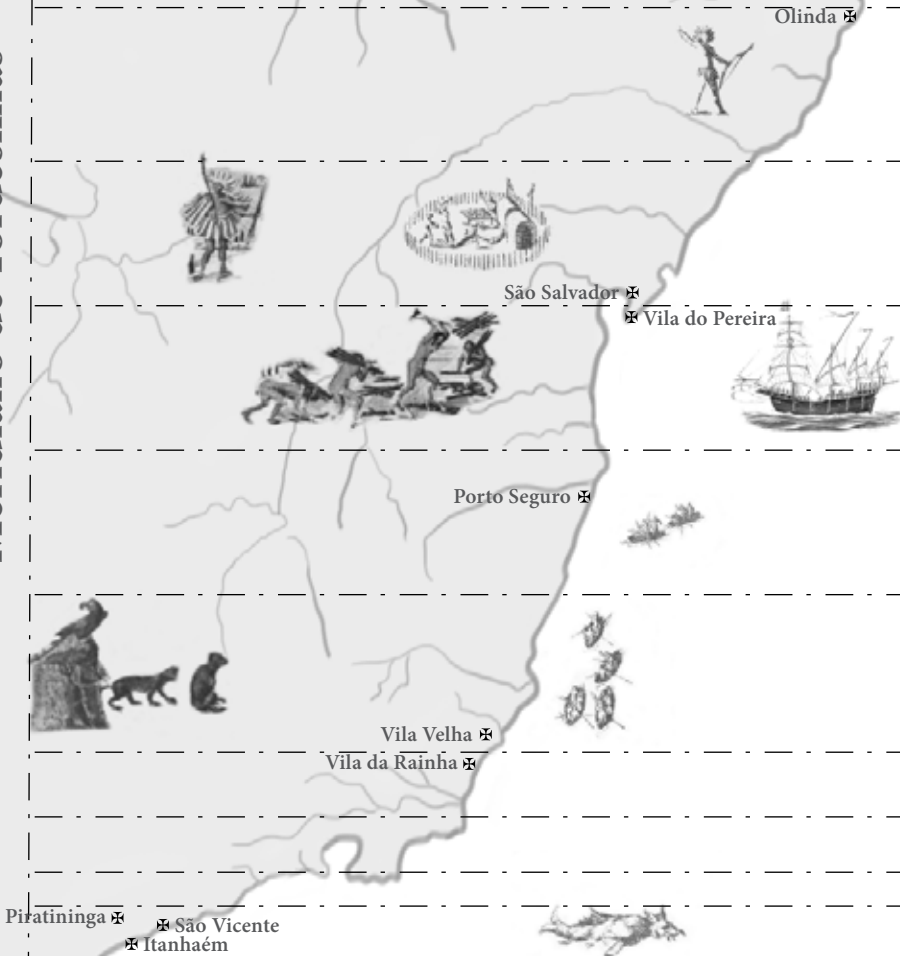 Olinda
São Salvador
Vila do Pereira
Porto Seguro
Vila Velha
Vila da Rainha
Piratininga
São Vicente
Itanhaém